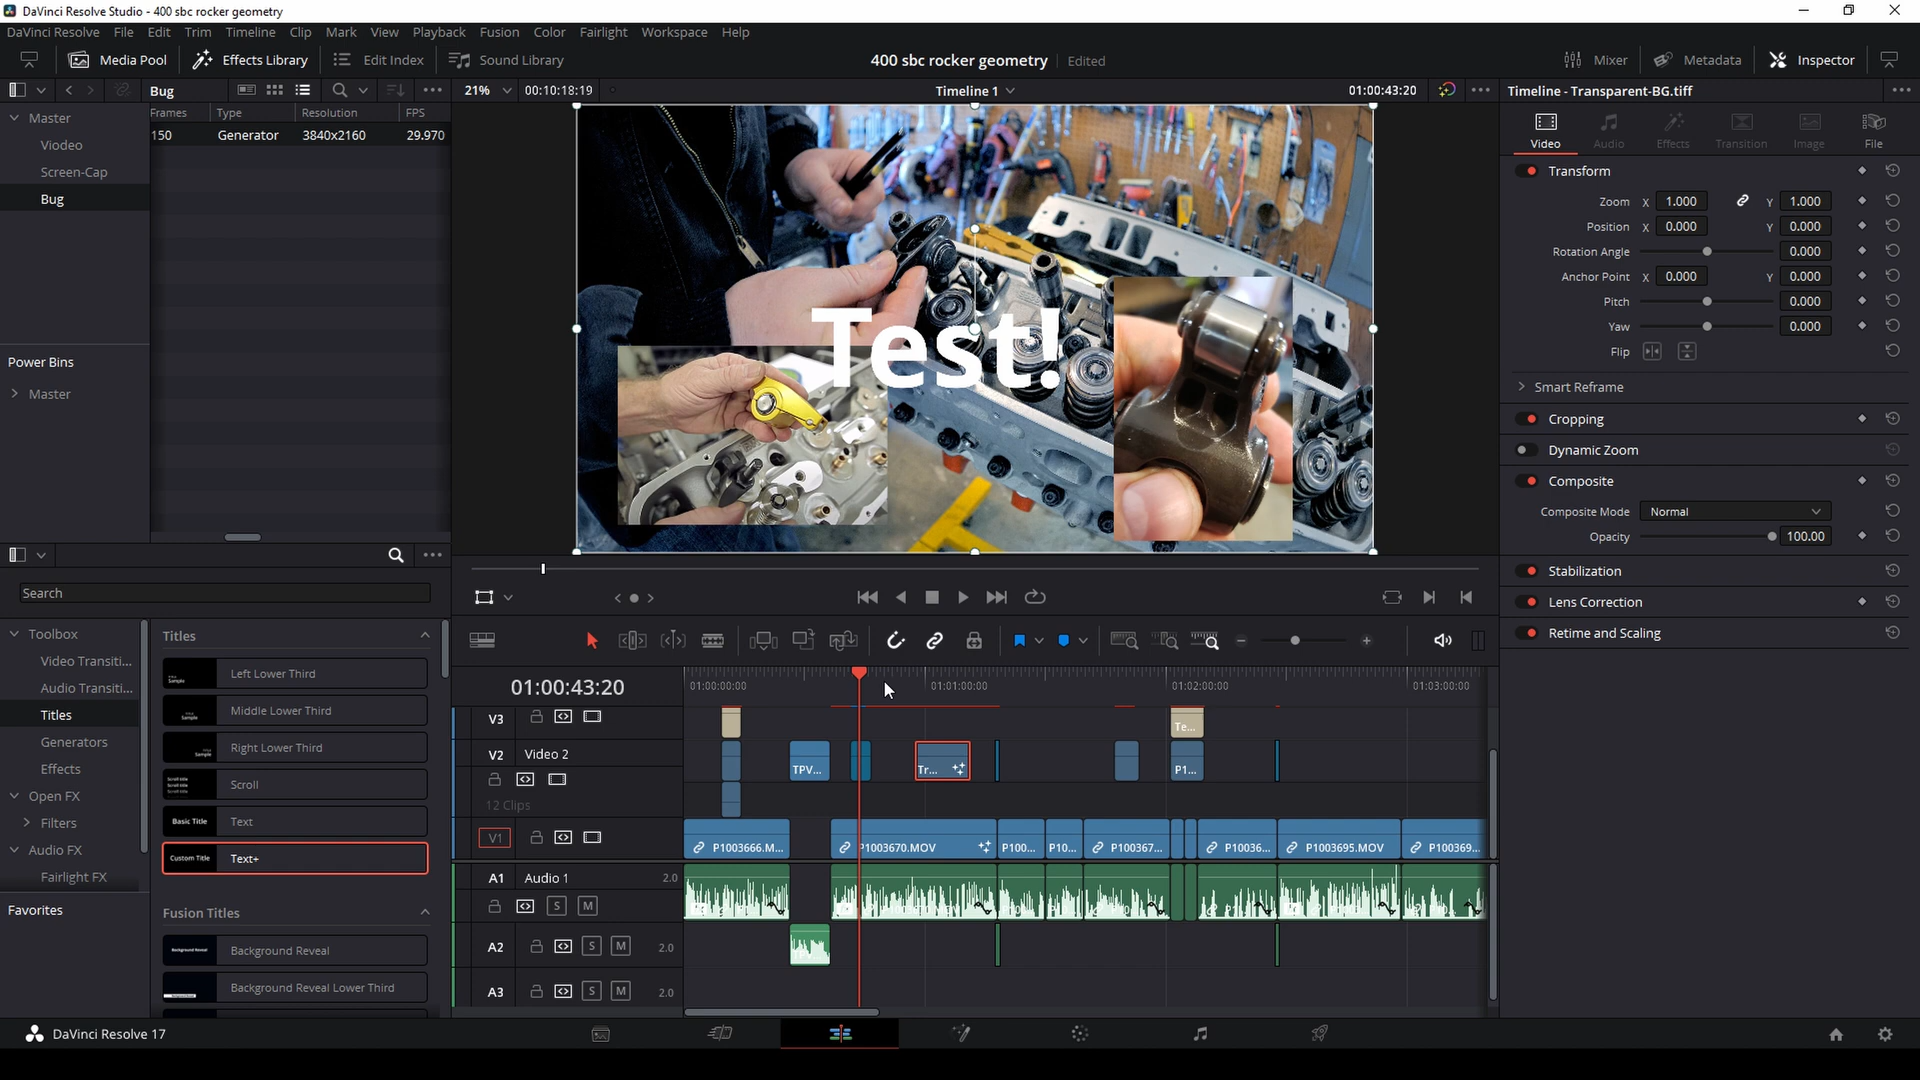 DaVinci Resolve Studio - 400 sbc rocker geometry
DaVinci Resolve File Edit Trim Timeline Clip Mark View Playback Fusion Color Fairlight Workspace Help
Media Pool Effects Library Edit Index Sound Library
400 sbc rocker geometry Edited
Mixer Metadata Inspector
Bug
21% 00:10:18:19 Timeline 1 01:00:43:20
Timeline - Transparent-BG.tiff
Master
Viodeo
Screen-Cap
Bug
Frames Type Resolution FPS
150 Generator 3840x2160 29.970
Power Bins
Master
Test!
Video Audio Effects Transition Image File
Transform
Zoom X 1.000 Y 1.000
Position X 0.000 Y 0.000
Rotation Angle 0.000
Anchor Point X 0.000 Y 0.000
Pitch 0.000
Yaw 0.000
Flip
Smart Reframe
Cropping
Dynamic Zoom
Composite
Composite Mode Normal
Opacity 100.00
Stabilization
Lens Correction
Retime and Scaling
Search
Toolbox
Video Transiti...
Audio Transiti...
Titles
Generators
Effects
Open FX
Filters
Audio FX
Fairlight FX
Favorites
Titles
Sample Left Lower Third
Sample Middle Lower Third
Sample Right Lower Third
Scroll
Basic Title Text
Custom Title Text+
Fusion Titles
Background Reveal Background Reveal
Background Reveal Lower Third
01:00:43:20
01:00:00:00 01:01:00:00 01:02:00:00 01:03:00:00
V3 Te...
V2 Video 2
TPV... Tr... P1...
12 Clips
V1 P1003666.M... P1003670.MOV P100... P10... P100367... P10036... P1003695.MOV P100369...
A1 Audio 1 2.0
S M
A2 S M 2.0
A3 S M 2.0
DaVinci Resolve 17